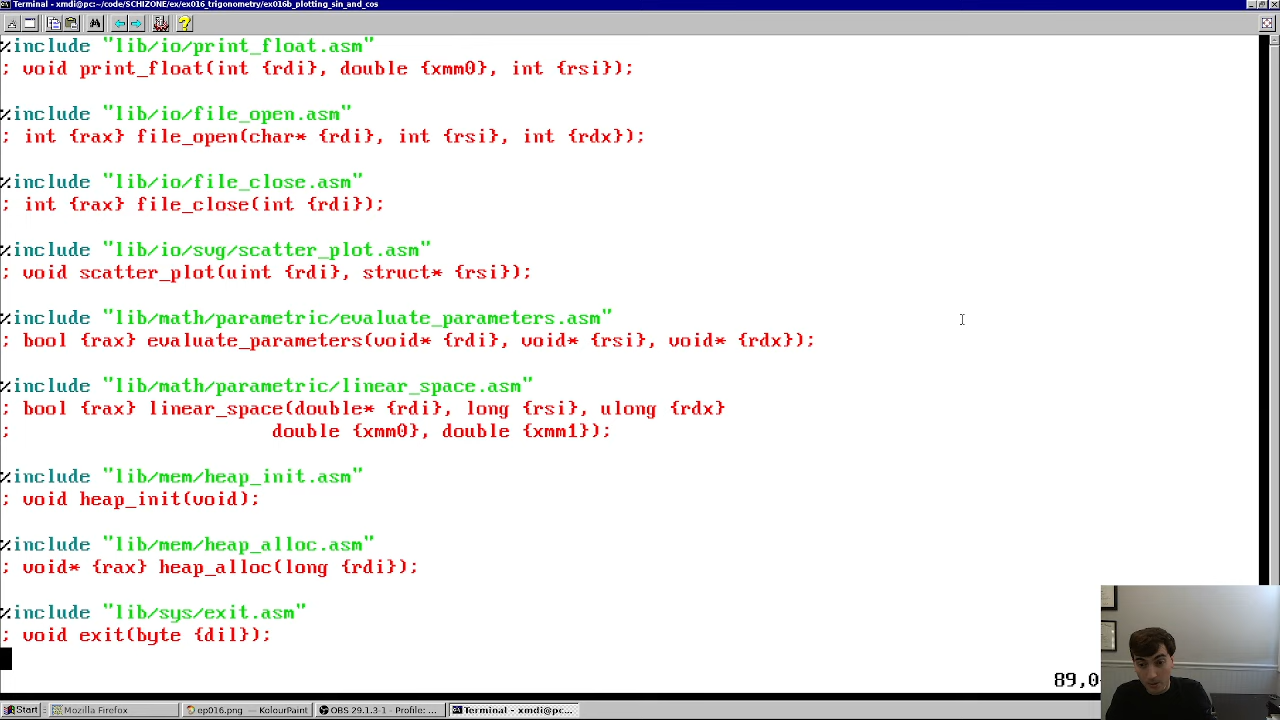 Terminal - xmdi@pc:~/code/SCHIZONE/ex/ex016_trigonometry/ex016b_plotting_sin_and_cos
%include "lib/io/print_float.asm"
; void print_float(int {rdi}, double {xmm0}, int {rsi});
%include "lib/io/file_open.asm"
; int {rax} file_open(char* {rdi}, int {rsi}, int {rdx});
%include "lib/io/file_close.asm"
; int {rax} file_close(int {rdi});
%include "lib/io/svg/scatter_plot.asm"
; void scatter_plot(uint {rdi}, struct* {rsi});
%include "lib/math/parametric/evaluate_parameters.asm"
; bool {rax} evaluate_parameters(void* {rdi}, void* {rsi}, void* {rdx});
%include "lib/math/parametric/linear_space.asm"
; bool {rax} linear_space(double* {rdi}, long {rsi}, ulong {rdx}
; double {xmm0}, double {xmm1});
%include "lib/mem/heap_init.asm"
; void heap_init(void);
%include "lib/mem/heap_alloc.asm"
; void* {rax} heap_alloc(long {rdi});
%include "lib/sys/exit.asm"
; void exit(byte {dil});
89,0-
Start Mozilla Firefox ep016.png — KolourPaint OBS 29.1.3-1 - Profile: ... Terminal - xmdi@pc:...